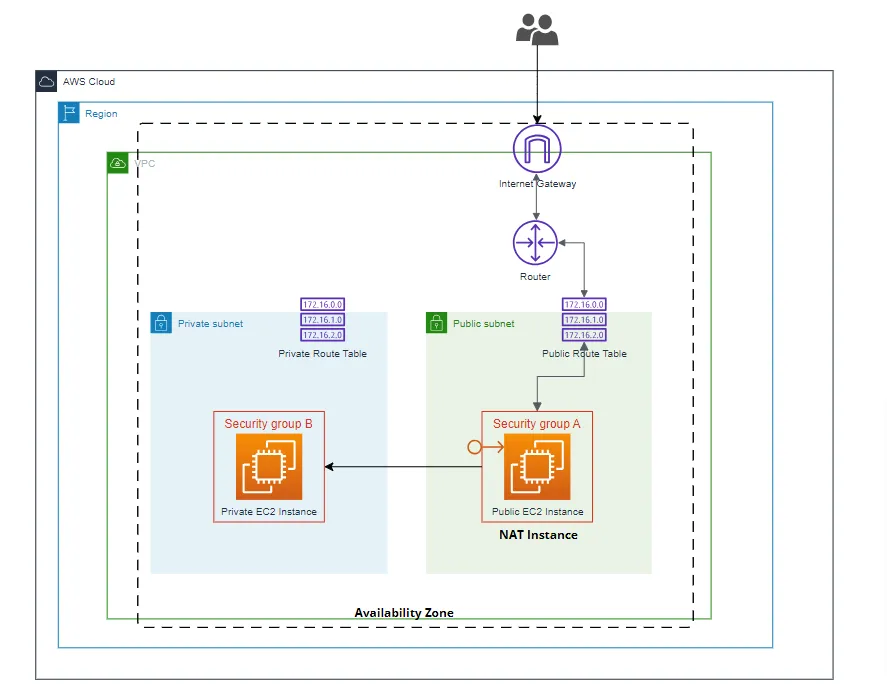 AWS Cloud
Region
VPC
Internet Gateway
Router
172.16.0.0
172.16.1.0
172.16.2.0
Private subnet
Private Route Table
172.16.0.0
172.16.1.0
172.16.2.0
Public subnet
Public Route Table
Security group B
Private EC2 Instance
Security group A
Public EC2 Instance
NAT Instance
Availability Zone